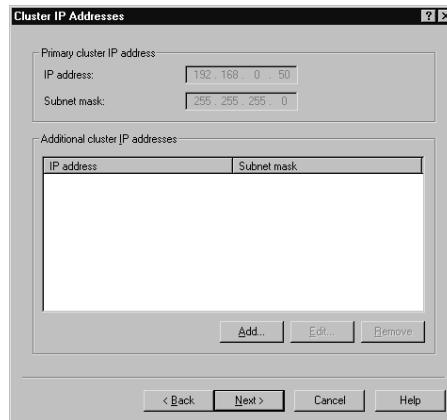 Cluster IP Addresses
Primary cluster IP address
IP address: 192 . 168 . 0 . 50
Subnet mask: 255 . 255 . 255 . 0
Additional cluster IP addresses
IP address Subnet mask
Add... Edit... Remove
< Back Next > Cancel Help